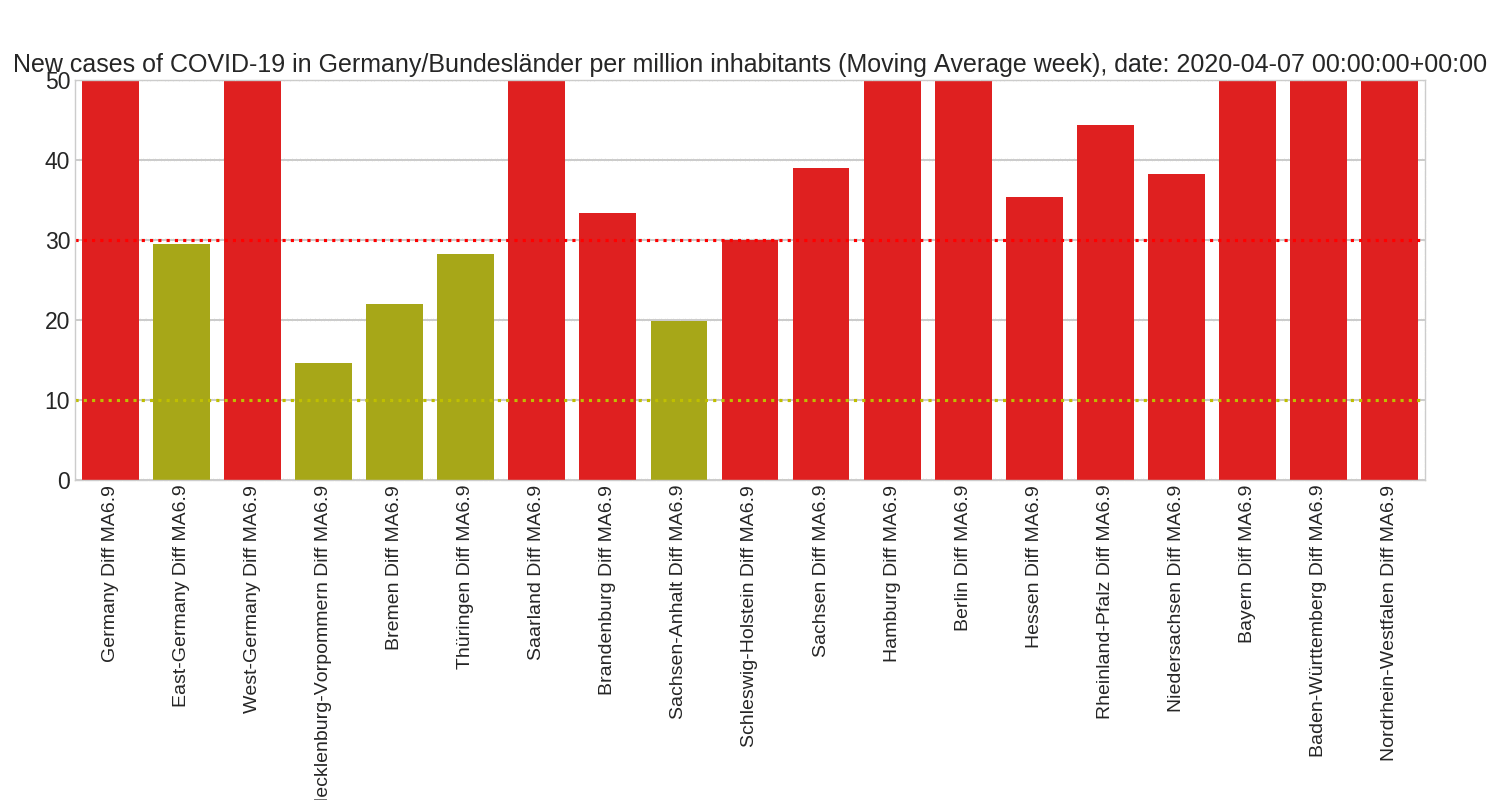 New cases of COVID-19 in Germany/Bundesländer per million inhabitants (Moving Average week), date: 2020-04-07 00:00:00+00:00
50
40
30
20
10
0
Germany Diff MA6.9
East-Germany Diff MA6.9
West-Germany Diff MA6.9
lecklenburg-Vorpommern Diff MA6.9
Bremen Diff MA6.9
Thüringen Diff MA6.9
Saarland Diff MA6.9
Brandenburg Diff MA6.9
Sachsen-Anhalt Diff MA6.9
Schleswig-Holstein Diff MA6.9
Sachsen Diff MA6.9
Hamburg Diff MA6.9
Berlin Diff MA6.9
Hessen Diff MA6.9
Rheinland-Pfalz Diff MA6.9
Niedersachsen Diff MA6.9
Bayern Diff MA6.9
Baden-Württemberg Diff MA6.9
Nordrhein-Westfalen Diff MA6.9